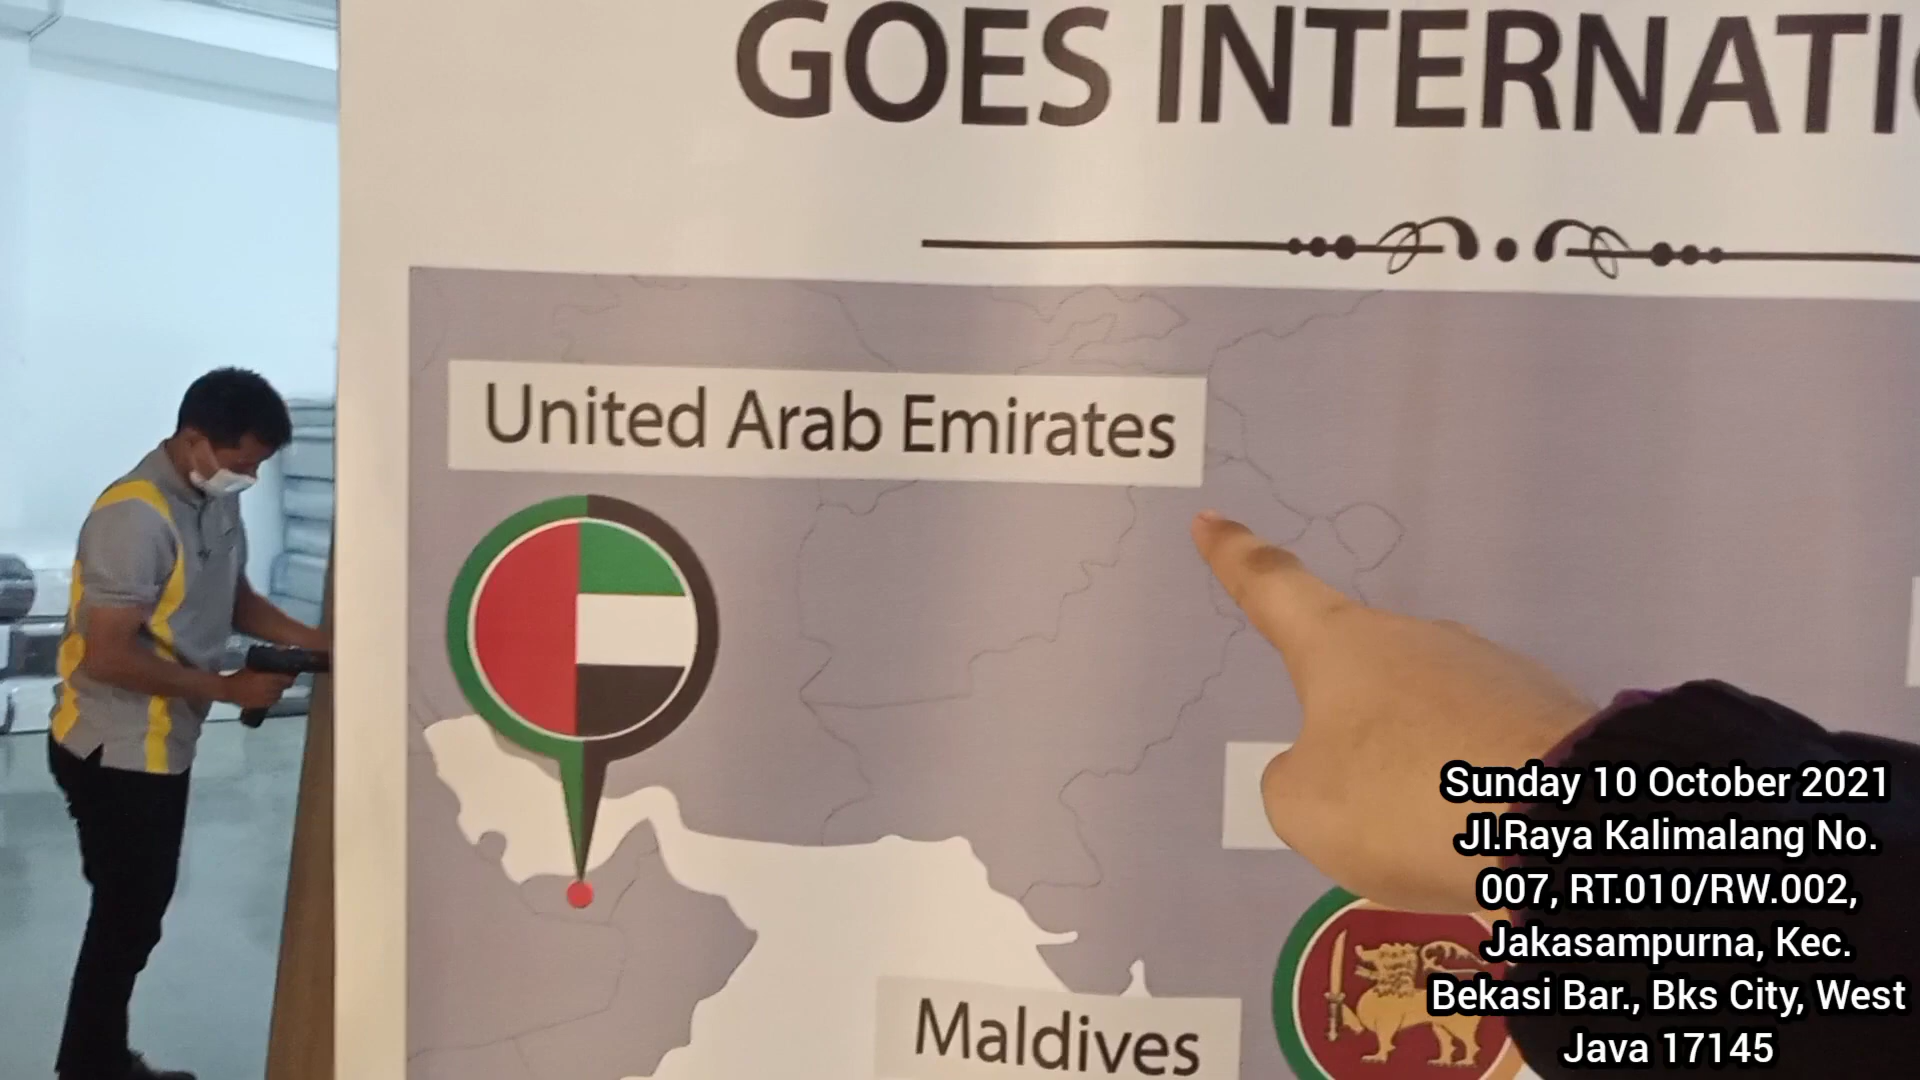 GOES INTERNATI
United Arab Emirates
Maldives
Sunday 10 October 2021
Jl.Raya Kalimalang No.
007, RT.010/RW.002,
Jakasampurna, Kec.
Bekasi Bar., Bks City, West
Java 17145